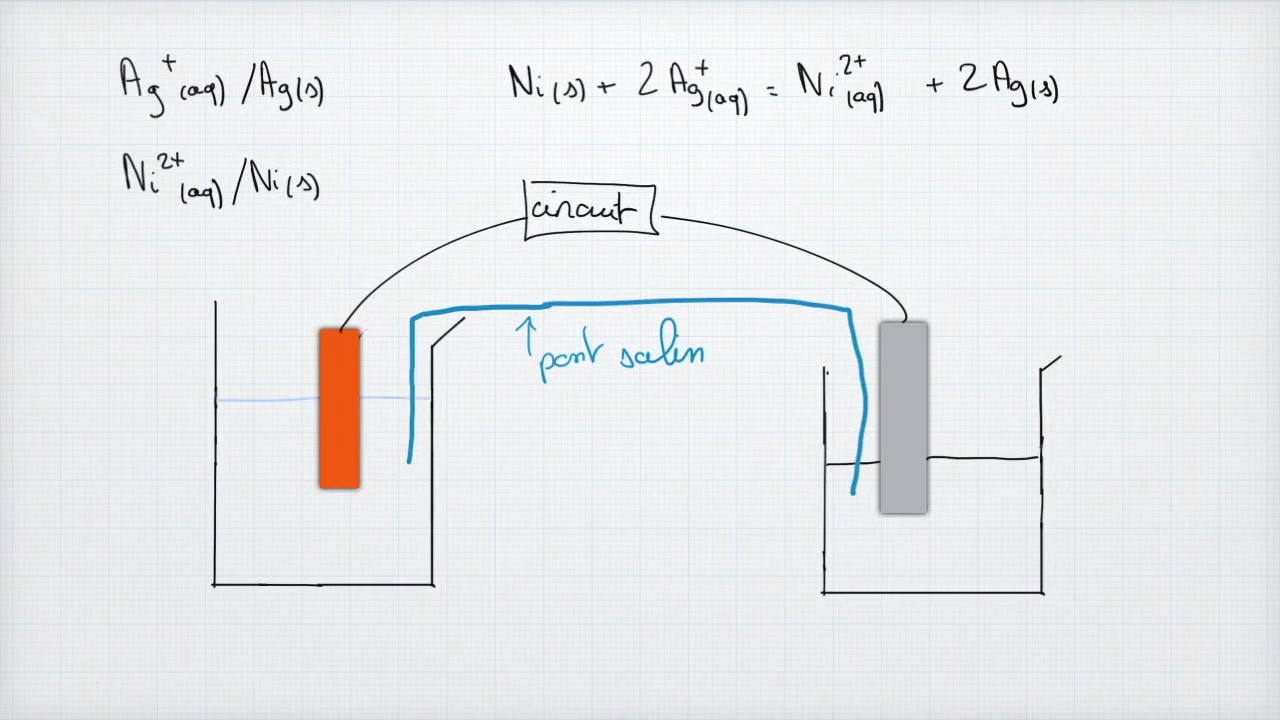 Ag⁺(aq) /Ag(s)
Ni(s) + 2 Ag⁺(aq) = Ni²⁺(aq) + 2 Ag(s)
Ni²⁺(aq) /Ni(s)
circuit
↑ pont salin